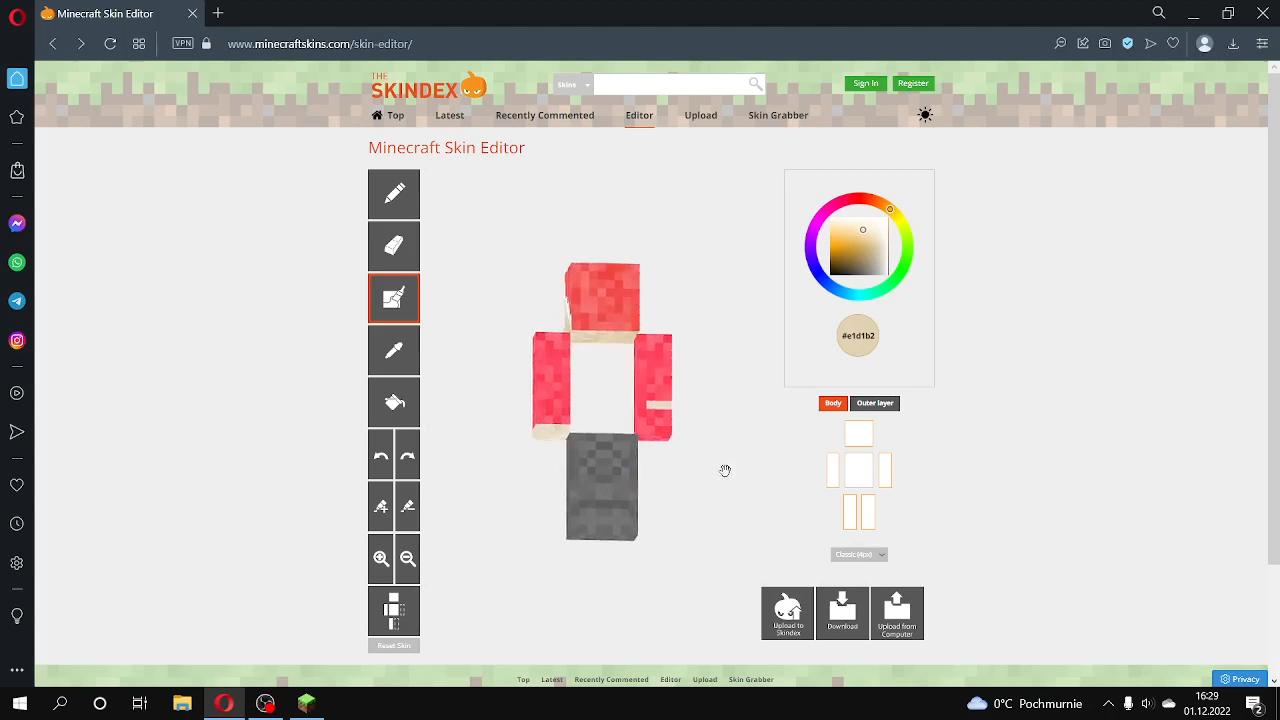 Minecraft Skin Editor
VPN
www.minecraftskins.com/skin-editor/
THE
SKINDEX
Skins
Sign In
Register
Top
Latest
Recently Commented
Editor
Upload
Skin Grabber
Minecraft Skin Editor
#e1d1b2
Body
Outer layer
Classic (4px)
Upload to
Skindex
Download
Upload from
Computer
Reset Skin
Top
Latest
Recently Commented
Editor
Upload
Skin Grabber
Privacy
0°C Pochmurnie
16:29
01.12.2022
2